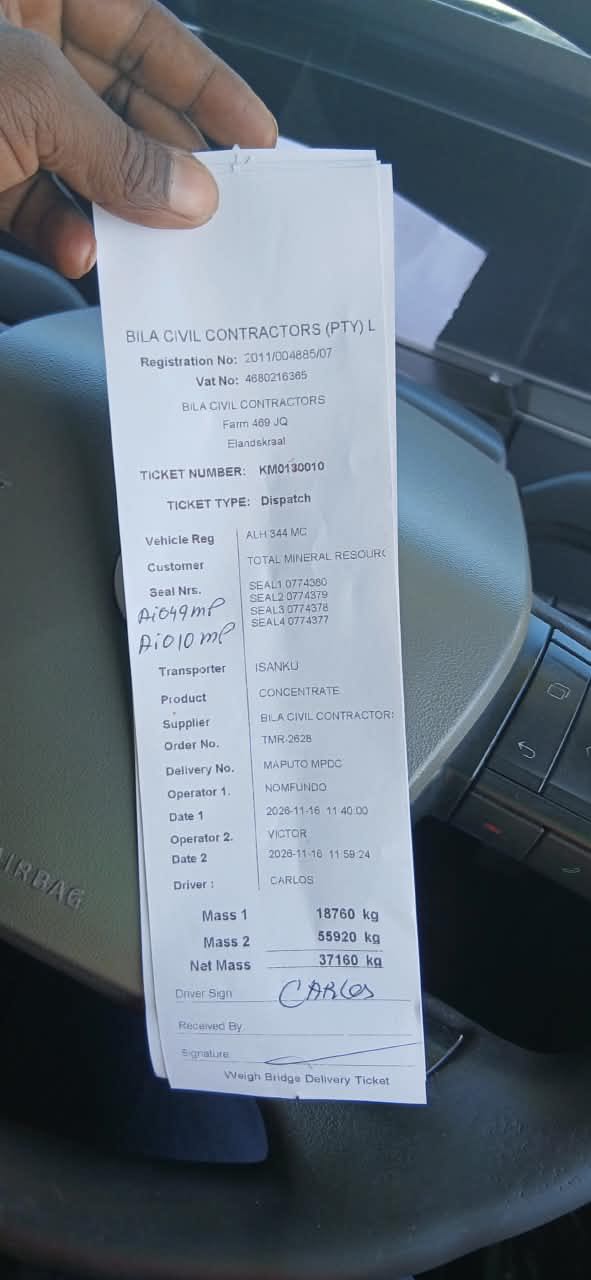 BILA CIVIL CONTRACTORS (PTY) L
Registration No: 2011/004885/07
Vat No: 4680216365
BILA CIVIL CONTRACTORS
Farm 469 JQ
Elandskraal
TICKET NUMBER: KM0130010
TICKET TYPE: Dispatch
Vehicle Reg ALH 344 MC
Customer TOTAL MINERAL RESOURC
Seal Nrs. SEAL1 0774380
SEAL2 0774379
SEAL3 0774378
SEAL4 0774377
Ai049mP
Ai010mP
Transporter ISANKU
Product CONCENTRATE
Supplier BILA CIVIL CONTRACTOR
Order No. TMR-2628
Delivery No. MAPUTO MPDC
Operator 1. NOMFUNDO
Date 1 2026-11-16 11:40:00
Operator 2. VICTOR
Date 2 2026-11-16 11:59:24
Driver : CARLOS
Mass 1 18760 kg
Mass 2 55920 kg
Net Mass 37160 kg
Driver Sign CARLOS
Received By
Signature
Weigh Bridge Delivery Ticket
AIRBAG